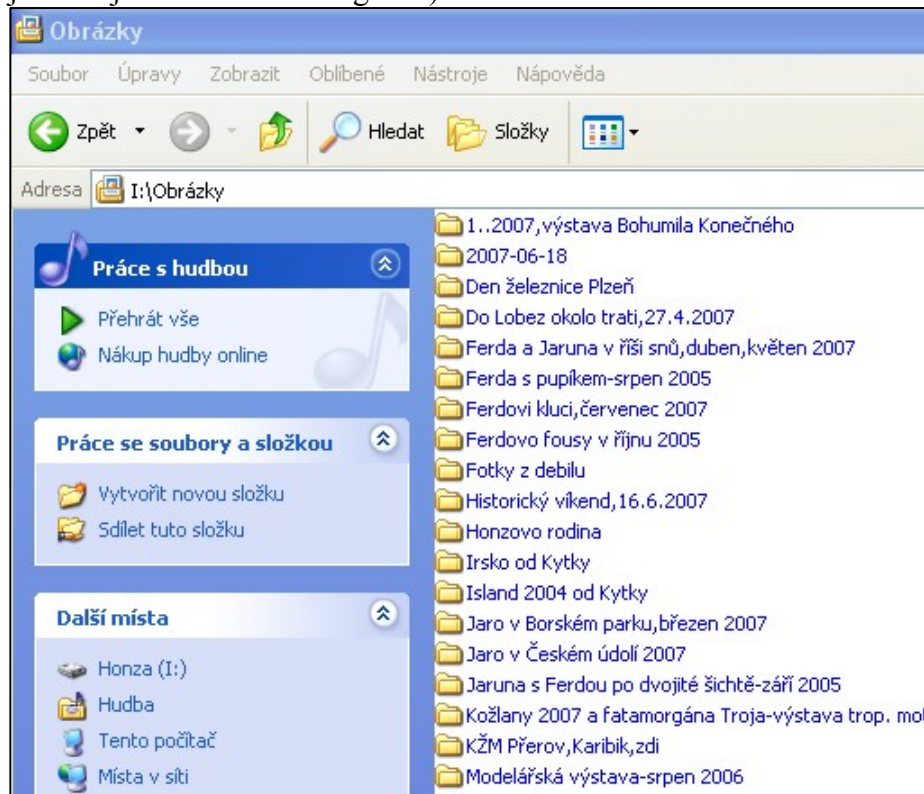 Obrázky
Soubor Úpravy Zobrazit Oblíbené Nástroje Nápověda
Zpět Hledat Složky
Adresa I:\Obrázky
Práce s hudbou
Přehrát vše
Nákup hudby online
Práce se soubory a složkou
Vytvořit novou složku
Sdílet tuto složku
Další místa
Honza (I:)
Hudba
Tento počítač
Místa v síti
1..2007,výstava Bohumila Konečného
2007-06-18
Den železnice Plzeň
Do Lobez okolo trati,27.4.2007
Ferda a Jaruna v říši snů,duben,květen 2007
Ferda s pupíkem-srpen 2005
Ferdovi kluci,červenec 2007
Ferdovo fousy v říjnu 2005
Fotky z debilu
Historický víkend,16.6.2007
Honzovo rodina
Irsko od Kytky
Island 2004 od Kytky
Jaro v Borském parku,březen 2007
Jaro v Českém údolí 2007
Jaruna s Ferdou po dvojité šichtě-září 2005
Kožlany 2007 a fatamorgána Troja-výstava trop.
KŽM Přerov,Karibik,zdi
Modelářská výstava-srpen 2006